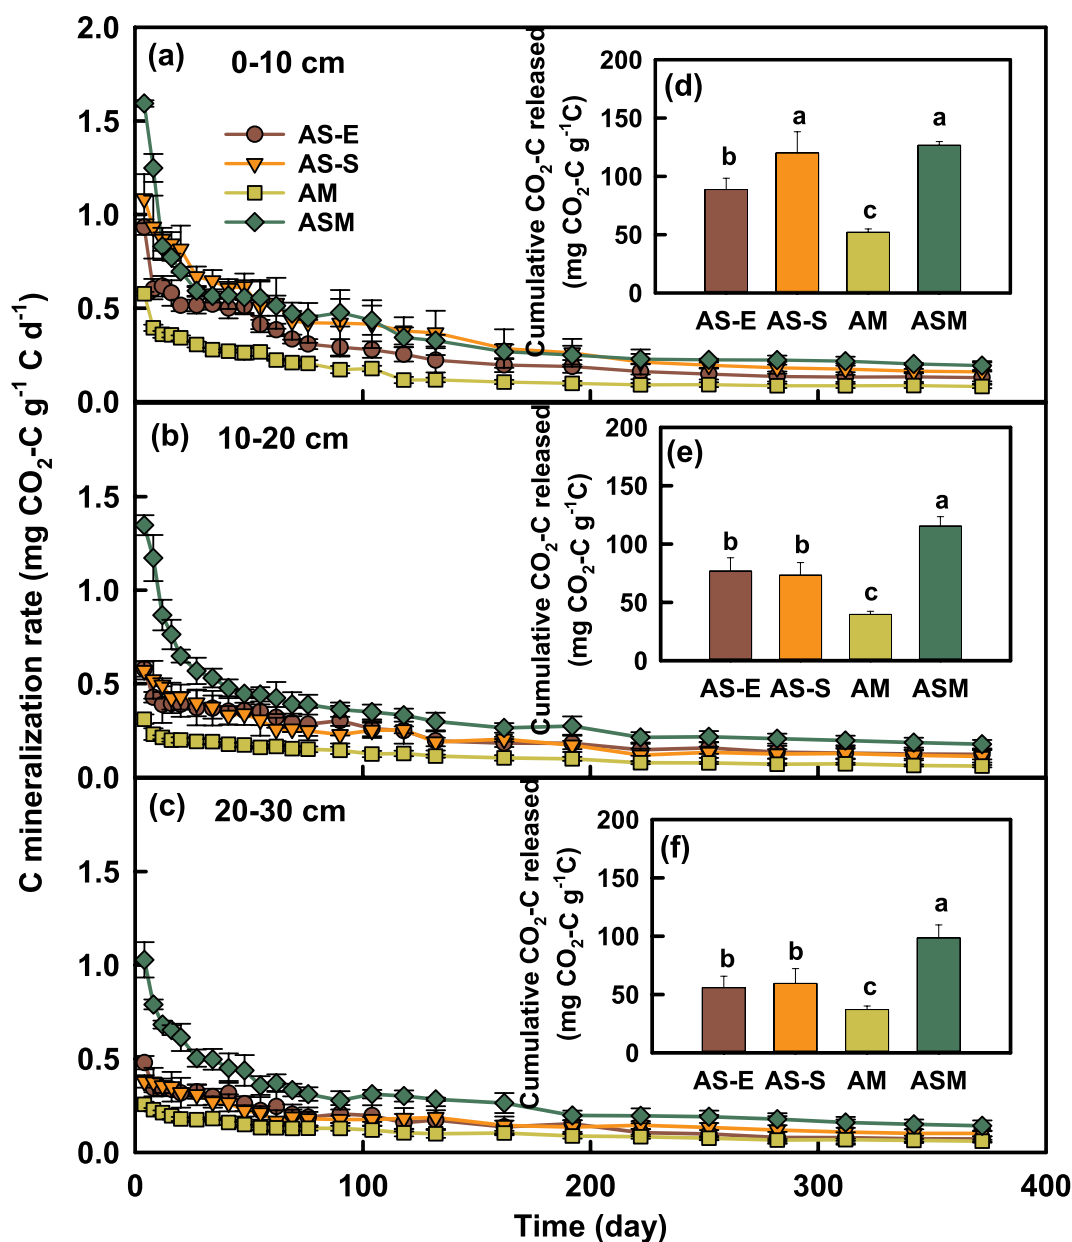 C mineralization rate (mg CO₂-C g⁻¹ C d⁻¹)
2.0
1.5
1.0
0.5
0.0
(a)
0-10 cm
AS-E
AS-S
AM
ASM
Cumulative CO₂-C released
(mg CO₂-C g⁻¹C)
200
150
100
50
0
(d)
b
a
c
a
AS-E AS-S AM ASM
1.5
1.0
0.5
0.0
(b)
10-20 cm
Cumulative CO₂-C released
(mg CO₂-C g⁻¹C)
200
150
100
50
0
(e)
b
b
c
a
AS-E AS-S AM ASM
1.5
1.0
0.5
0.0
(c)
20-30 cm
Cumulative CO₂-C released
(mg CO₂-C g⁻¹C)
200
150
100
50
0
(f)
b
b
c
a
AS-E AS-S AM ASM
0 100 200 300 400
Time (day)